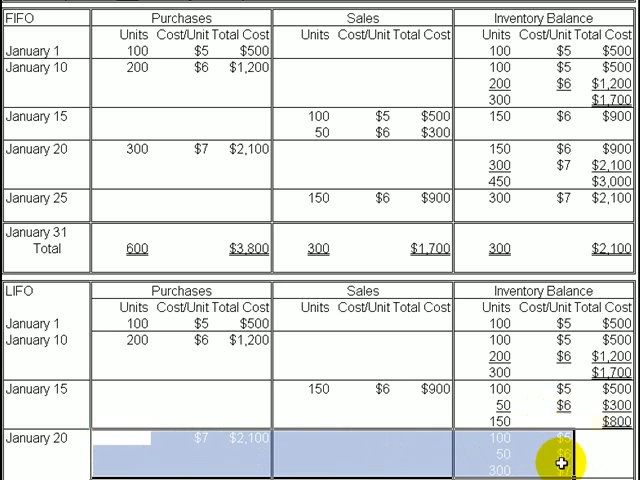 FIFO Purchases Sales Inventory Balance
Units Cost/Unit Total Cost Units Cost/Unit Total Cost Units Cost/Unit Total Cost
January 1 100 $5 $500 100 $5 $500
January 10 200 $6 $1,200 100 $5 $500
200 $6 $1,200
300 $1,700
January 15 100 $5 $500 150 $6 $900
50 $6 $300
January 20 300 $7 $2,100 150 $6 $900
300 $7 $2,100
450 $3,000
January 25 150 $6 $900 300 $7 $2,100
January 31
Total 600 $3,800 300 $1,700 300 $2,100
LIFO Purchases Sales Inventory Balance
Units Cost/Unit Total Cost Units Cost/Unit Total Cost Units Cost/Unit Total Cost
January 1 100 $5 $500 100 $5 $500
January 10 200 $6 $1,200 100 $5 $500
200 $6 $1,200
300 $1,700
January 15 150 $6 $900 100 $5 $500
50 $6 $300
150 $800
January 20 $7 $2,100 100 $5
50
300